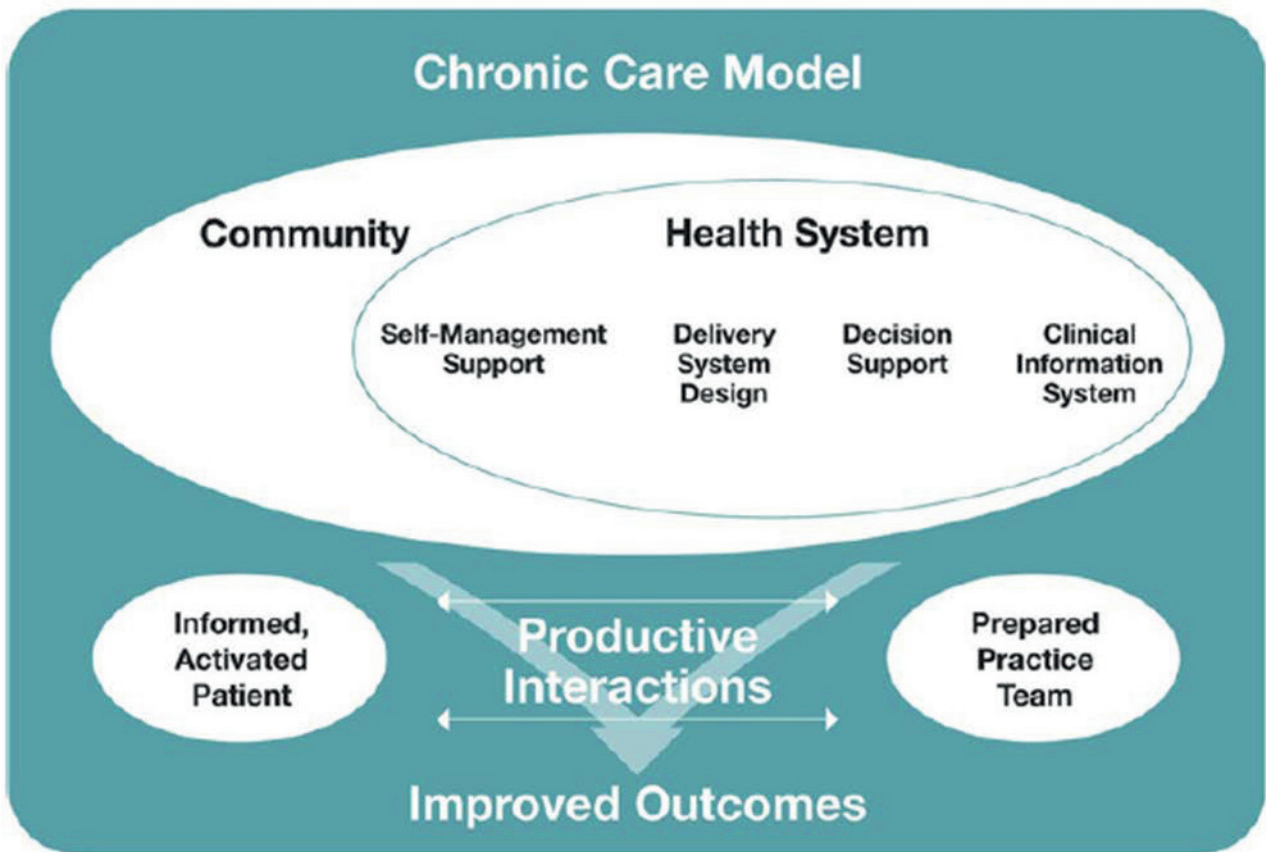 Chronic Care Model
Community
Health System
Self-Management
Support
Delivery
System
Design
Decision
Support
Clinical
Information
System
Informed,
Activated
Patient
Productive
Interactions
Prepared
Practice
Team
Improved Outcomes